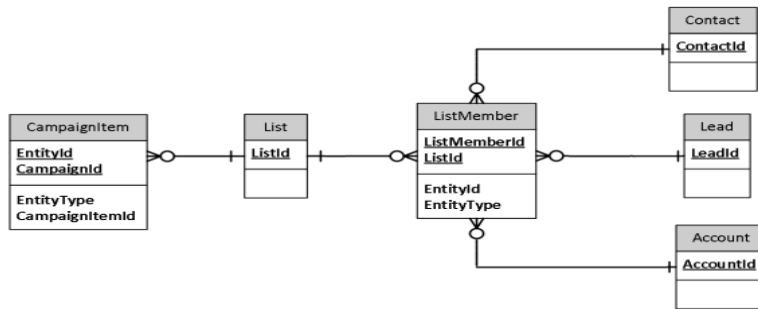 CampaignItem
EntityId
CampaignId
EntityType
CampaignItemId
List
ListId
ListMember
ListMemberId
ListId
EntityId
EntityType
Contact
ContactId
Lead
LeadId
Account
AccountId